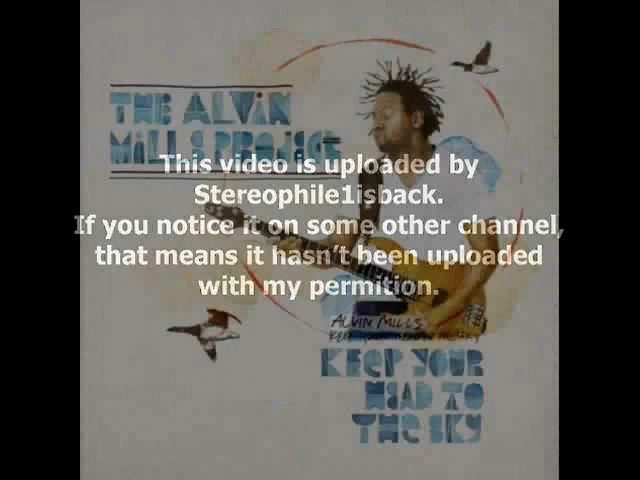 THE ALVIN
MILLS PROJECT
This video is uploaded by
Stereophile1isback.
If you notice it on some other channel,
that means it hasn't been uploaded
with my permition.
ALVIN MILLS
KEEP YOUR
HEAD TO
THE SKY